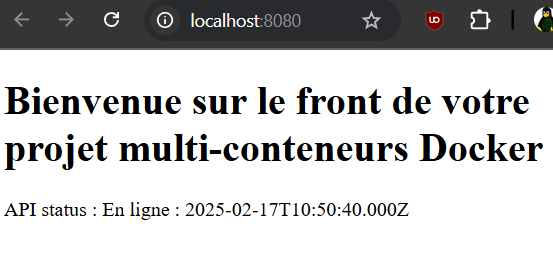 localhost:8080
Bienvenue sur le front de votre
projet multi-conteneurs Docker
API status : En ligne : 2025-02-17T10:50:40.000Z